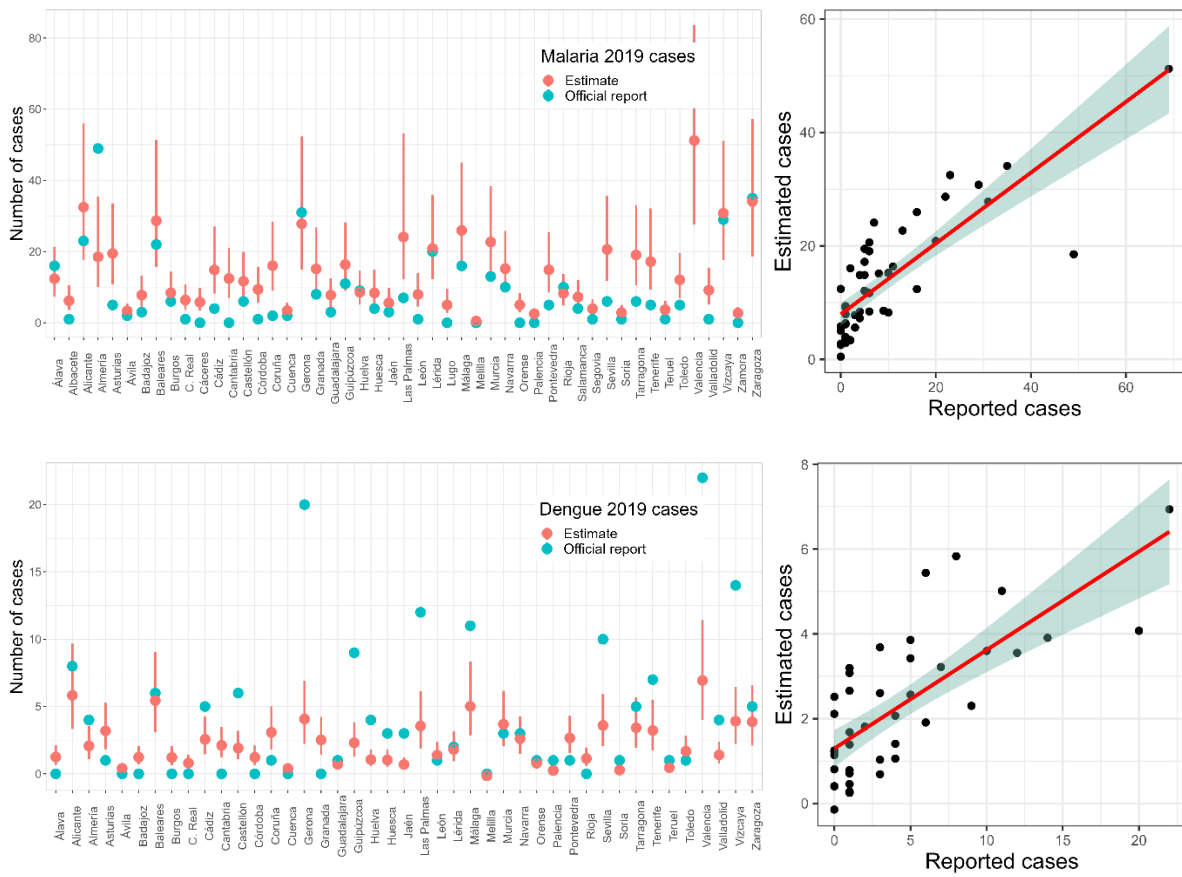 Number of cases
80
60
40
20
0
Malaria 2019 cases
Estimate
Official report
Álava
Albacete
Alicante
Almería
Asturias
Ávila
Badajoz
Baleares
Burgos
C. Real
Cáceres
Cádiz
Cantabria
Castellón
Córdoba
Coruña
Cuenca
Gerona
Granada
Guadalajara
Guipúzcoa
Huelva
Huesca
Jaén
Las Palmas
León
Lérida
Lugo
Málaga
Melilla
Murcia
Navarra
Orense
Palencia
Pontevedra
Rioja
Salamanca
Segovia
Sevilla
Soria
Tarragona
Tenerife
Teruel
Toledo
Valencia
Valladolid
Vizcaya
Zamora
Zaragoza
Estimated cases
60
40
20
0
0 20 40 60
Reported cases
Number of cases
20
15
10
5
0
Dengue 2019 cases
Estimate
Official report
Álava
Alicante
Almería
Asturias
Ávila
Badajoz
Baleares
Burgos
C. Real
Cádiz
Cantabria
Castellón
Córdoba
Coruña
Cuenca
Gerona
Granada
Guadalajara
Guipúzcoa
Huelva
Huesca
Jaén
Las Palmas
León
Lérida
Málaga
Melilla
Murcia
Navarra
Orense
Palencia
Pontevedra
Rioja
Sevilla
Soria
Tarragona
Tenerife
Teruel
Toledo
Valencia
Valladolid
Vizcaya
Zaragoza
Estimated cases
8
6
4
2
0
0 5 10 15 20
Reported cases